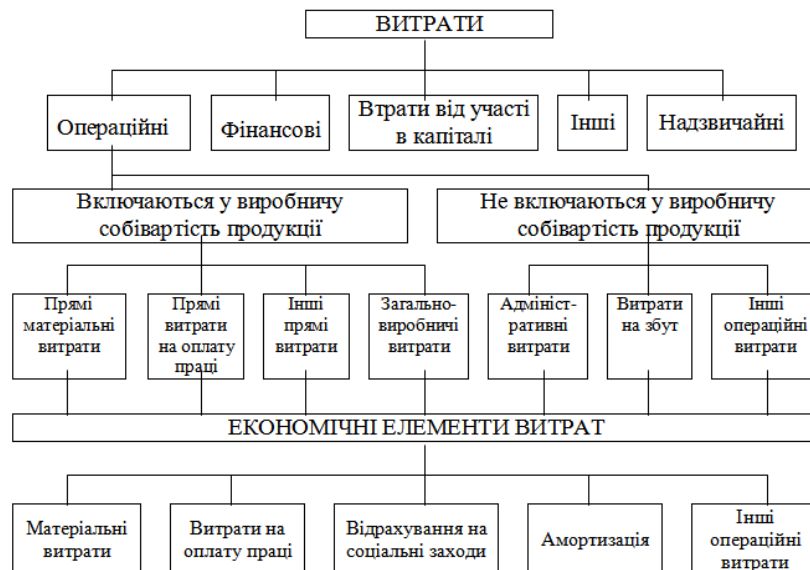 ВИТРАТИ
Операційні
Фінансові
Втрати від участі
в капіталі
Інші
Надзвичайні
Включаються у виробничу
собівартість продукції
Не включаються у виробничу
собівартість продукції
Прямі
матеріальні
витрати
Прямі
витрати
на оплату
праці
Інші
прямі
витрати
Загально-
виробничі
витрати
Адмініст-
ративні
витрати
Витрати
на збут
Інші
операційні
витрати
ЕКОНОМІЧНІ ЕЛЕМЕНТИ ВИТРАТ
Матеріальні
витрати
Витрати на
оплату праці
Відрахування на
соціальні заходи
Амортизація
Інші
операційні
витрати